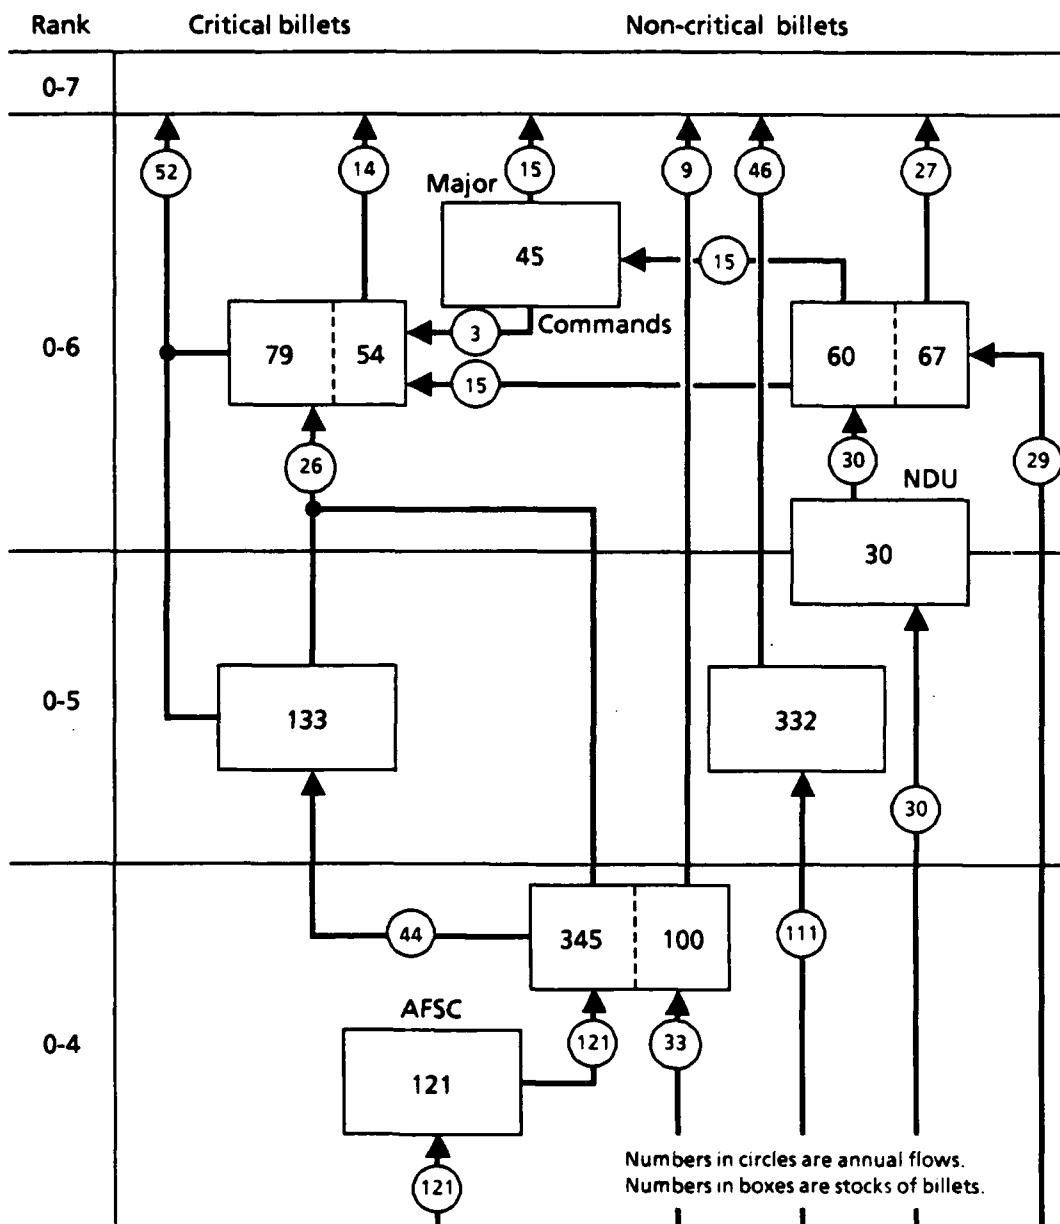 Rank Critical billets Non-critical billets
0-7
52 14 15 9 46 27
Major
45 15
3 Commands
0-6 79 54 60 67
15
26 30 29
NDU
30
0-5 133 332
30
44 345 100 111
AFSC
0-4 121 33
121
Numbers in circles are annual flows.
Numbers in boxes are stocks of billets.
121